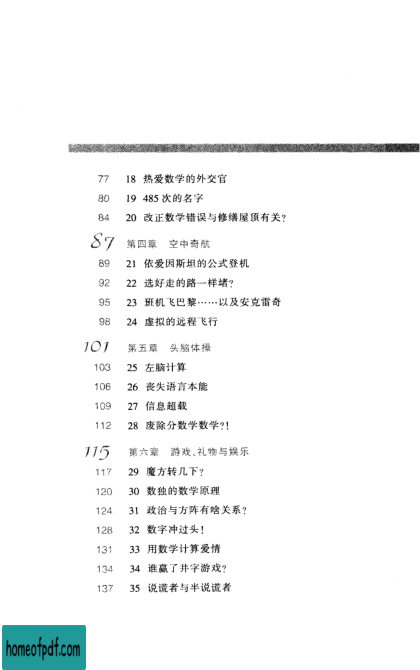 77 18 热爱数学的外交官
80 19 485次的名字
84 20 改正数学错误与修缮屋顶有关?
87 第四章 空中奇航
89 21 依爱因斯坦的公式登机
92 22 选好走的路一样堵?
95 23 班机飞巴黎……以及安克雷奇
98 24 虚拟的远程飞行
101 第五章 头脑体操
103 25 左脑计算
106 26 丧失语言本能
109 27 信息超载
112 28 废除分数学数学?!
115 第六章 游戏、礼物与娱乐
117 29 魔方转几下?
120 30 数独的数学原理
124 31 政治与方阵有啥关系?
128 32 数字冲过头!
131 33 用数学计算爱情
134 34 谁赢了井字游戏?
137 35 说谎者与半说谎者
homeofpdf.com